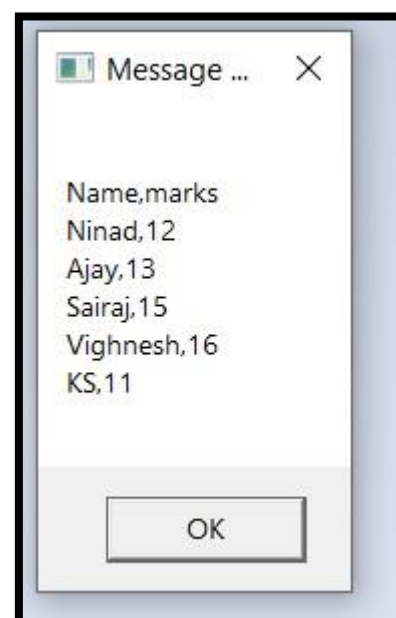 Message ...
Name,marks
Ninad,12
Ajay,13
Sairaj,15
Vighnesh,16
KS,11
OK